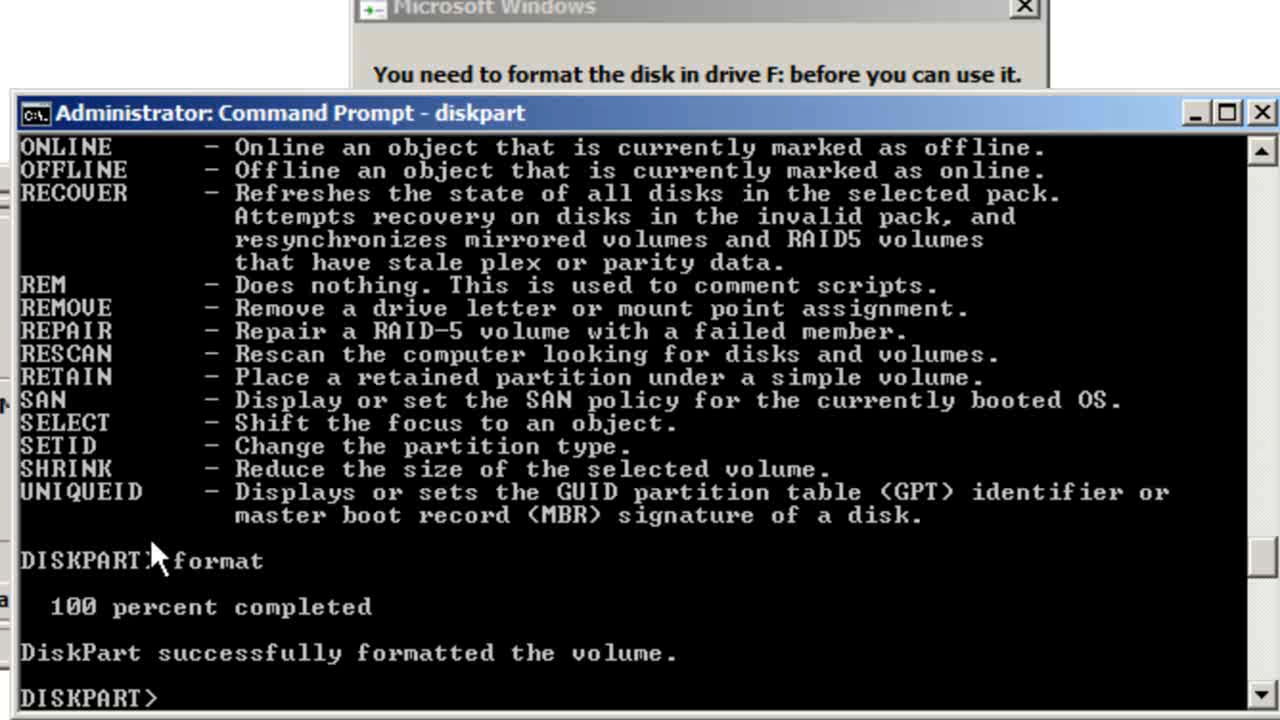 Microsoft Windows
You need to format the disk in drive F: before you can use it.
Administrator: Command Prompt - diskpart
ONLINE - Online an object that is currently marked as offline.
OFFLINE - Offline an object that is currently marked as online.
RECOVER - Refreshes the state of all disks in the selected pack.
Attempts recovery on disks in the invalid pack, and
resynchronizes mirrored volumes and RAID5 volumes
that have stale plex or parity data.
REM - Does nothing. This is used to comment scripts.
REMOVE - Remove a drive letter or mount point assignment.
REPAIR - Repair a RAID-5 volume with a failed member.
RESCAN - Rescan the computer looking for disks and volumes.
RETAIN - Place a retained partition under a simple volume.
SAN - Display or set the SAN policy for the currently booted OS.
SELECT - Shift the focus to an object.
SETID - Change the partition type.
SHRINK - Reduce the size of the selected volume.
UNIQUEID - Displays or sets the GUID partition table (GPT) identifier or
master boot record (MBR) signature of a disk.
DISKPART> format
100 percent completed
DiskPart successfully formatted the volume.
DISKPART>